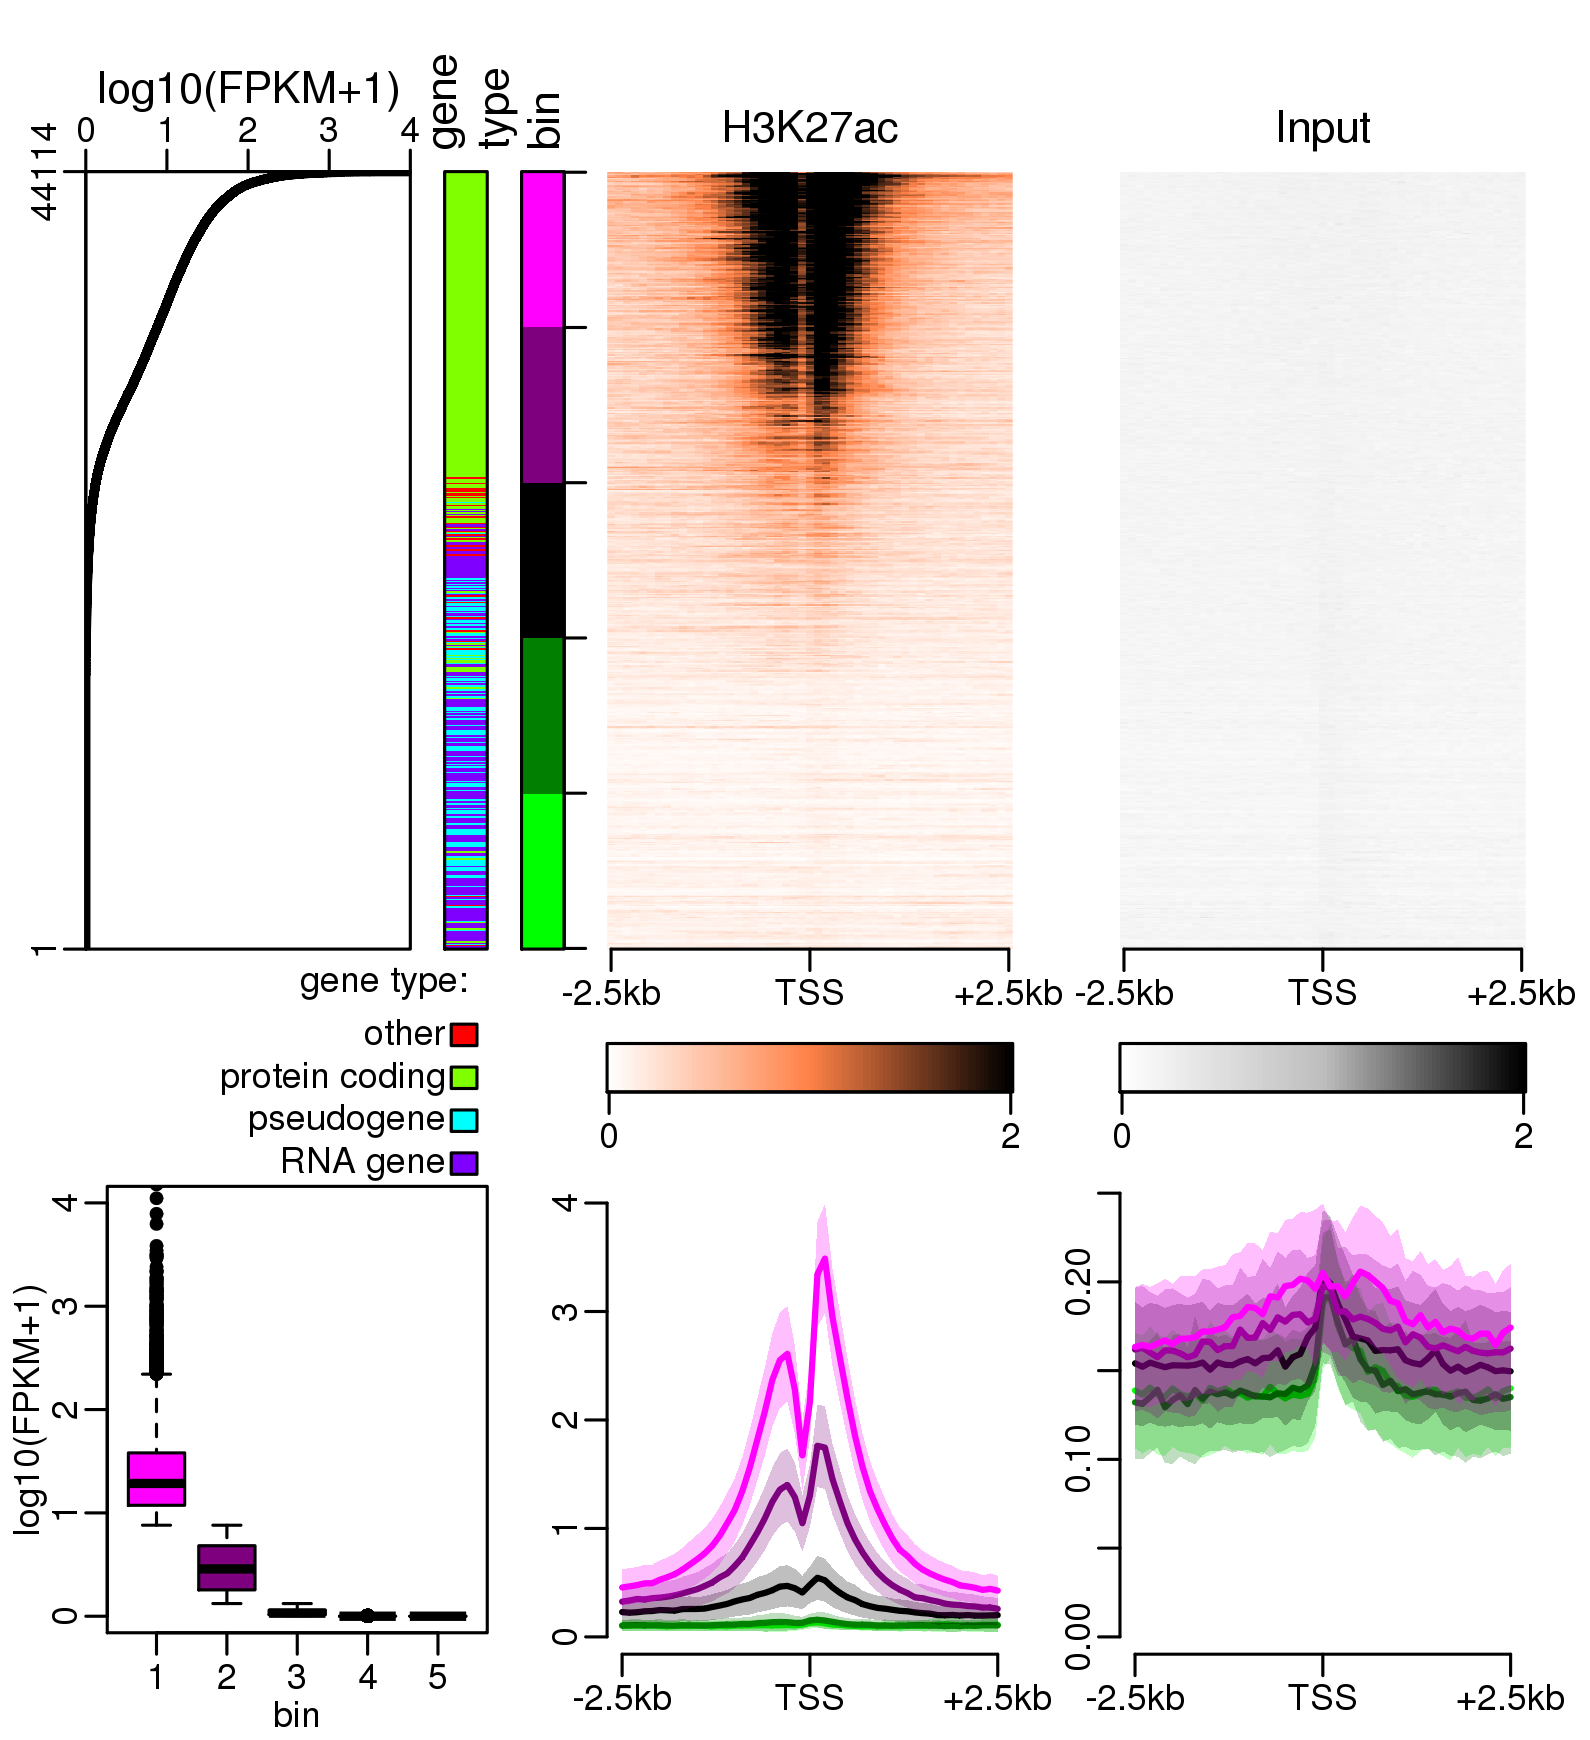 log10(FPKM+1)
0 1 2 3 4
44114
1
gene
type
bin
H3K27ac
Input
-2.5kb TSS +2.5kb
-2.5kb TSS +2.5kb
gene type:
other
protein coding
pseudogene
RNA gene
0 2
0 2
log10(FPKM+1)
4
3
2
1
0
1 2 3 4 5
bin
4
3
2
1
0
-2.5kb TSS +2.5kb
0.20
0.10
0.00
-2.5kb TSS +2.5kb